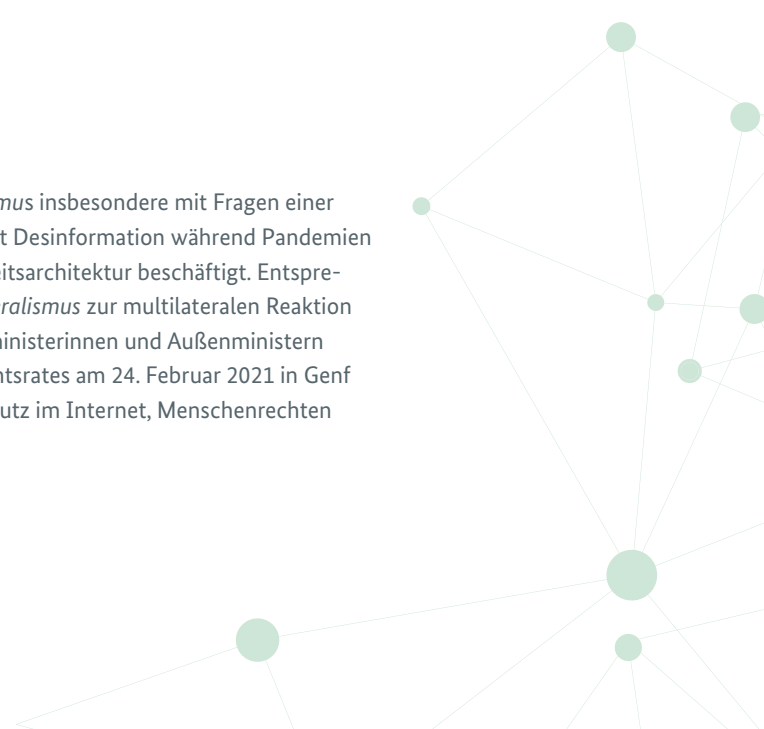 mus insbesondere mit Fragen einer
t Desinformation während Pandemien
eitsarchitektur beschäftigt. Entspre-
ralismus zur multilateralen Reaktion
inisterinnen und Außenministern
ntsrates am 24. Februar 2021 in Genf
utz im Internet, Menschenrechten